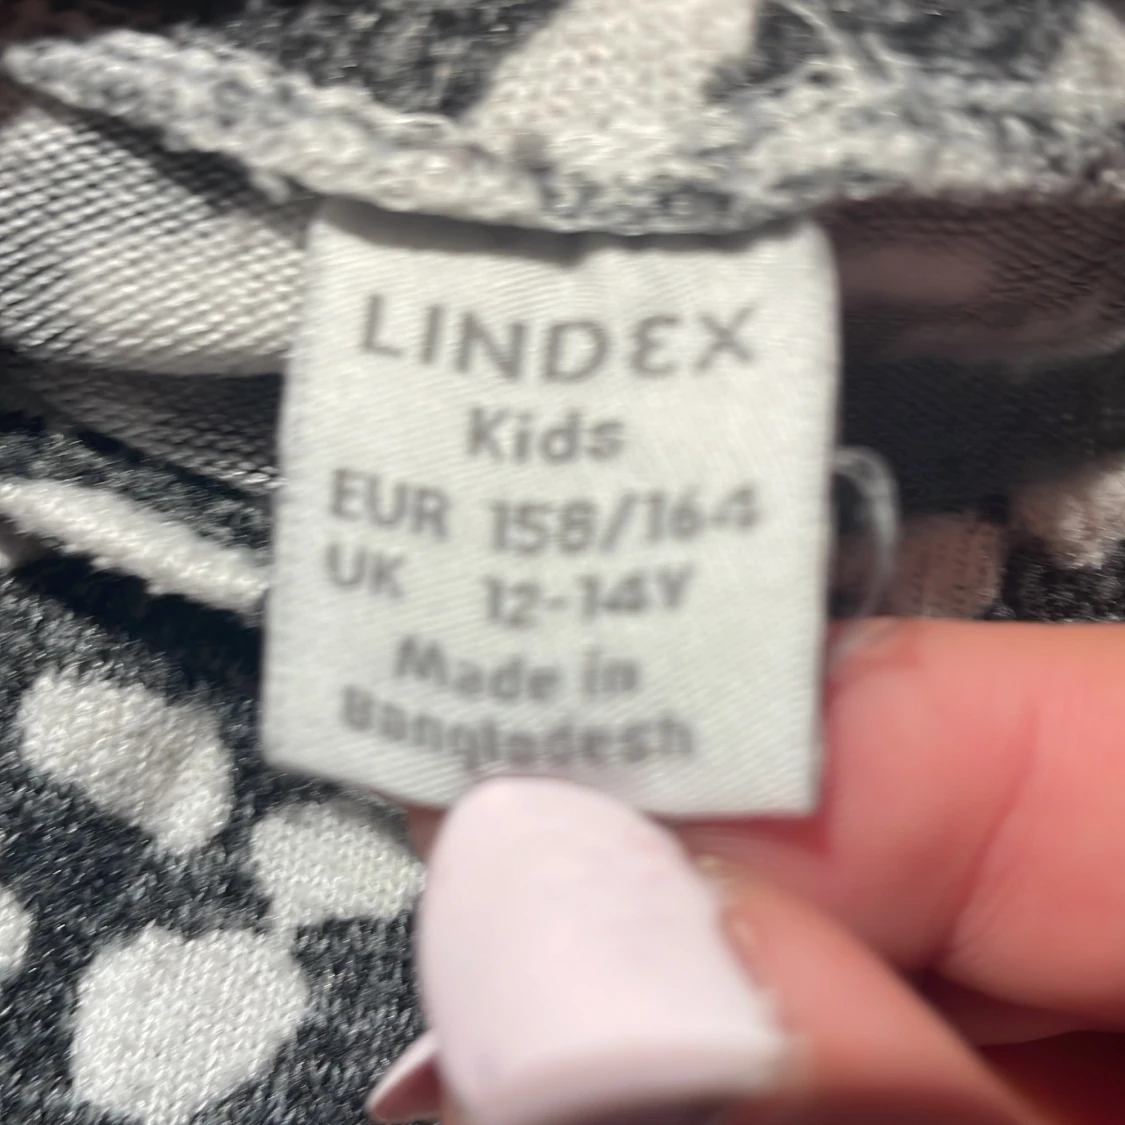 LINDEX
Kids
EUR 158/164
UK 12-14Y
Made in
Bangladesh